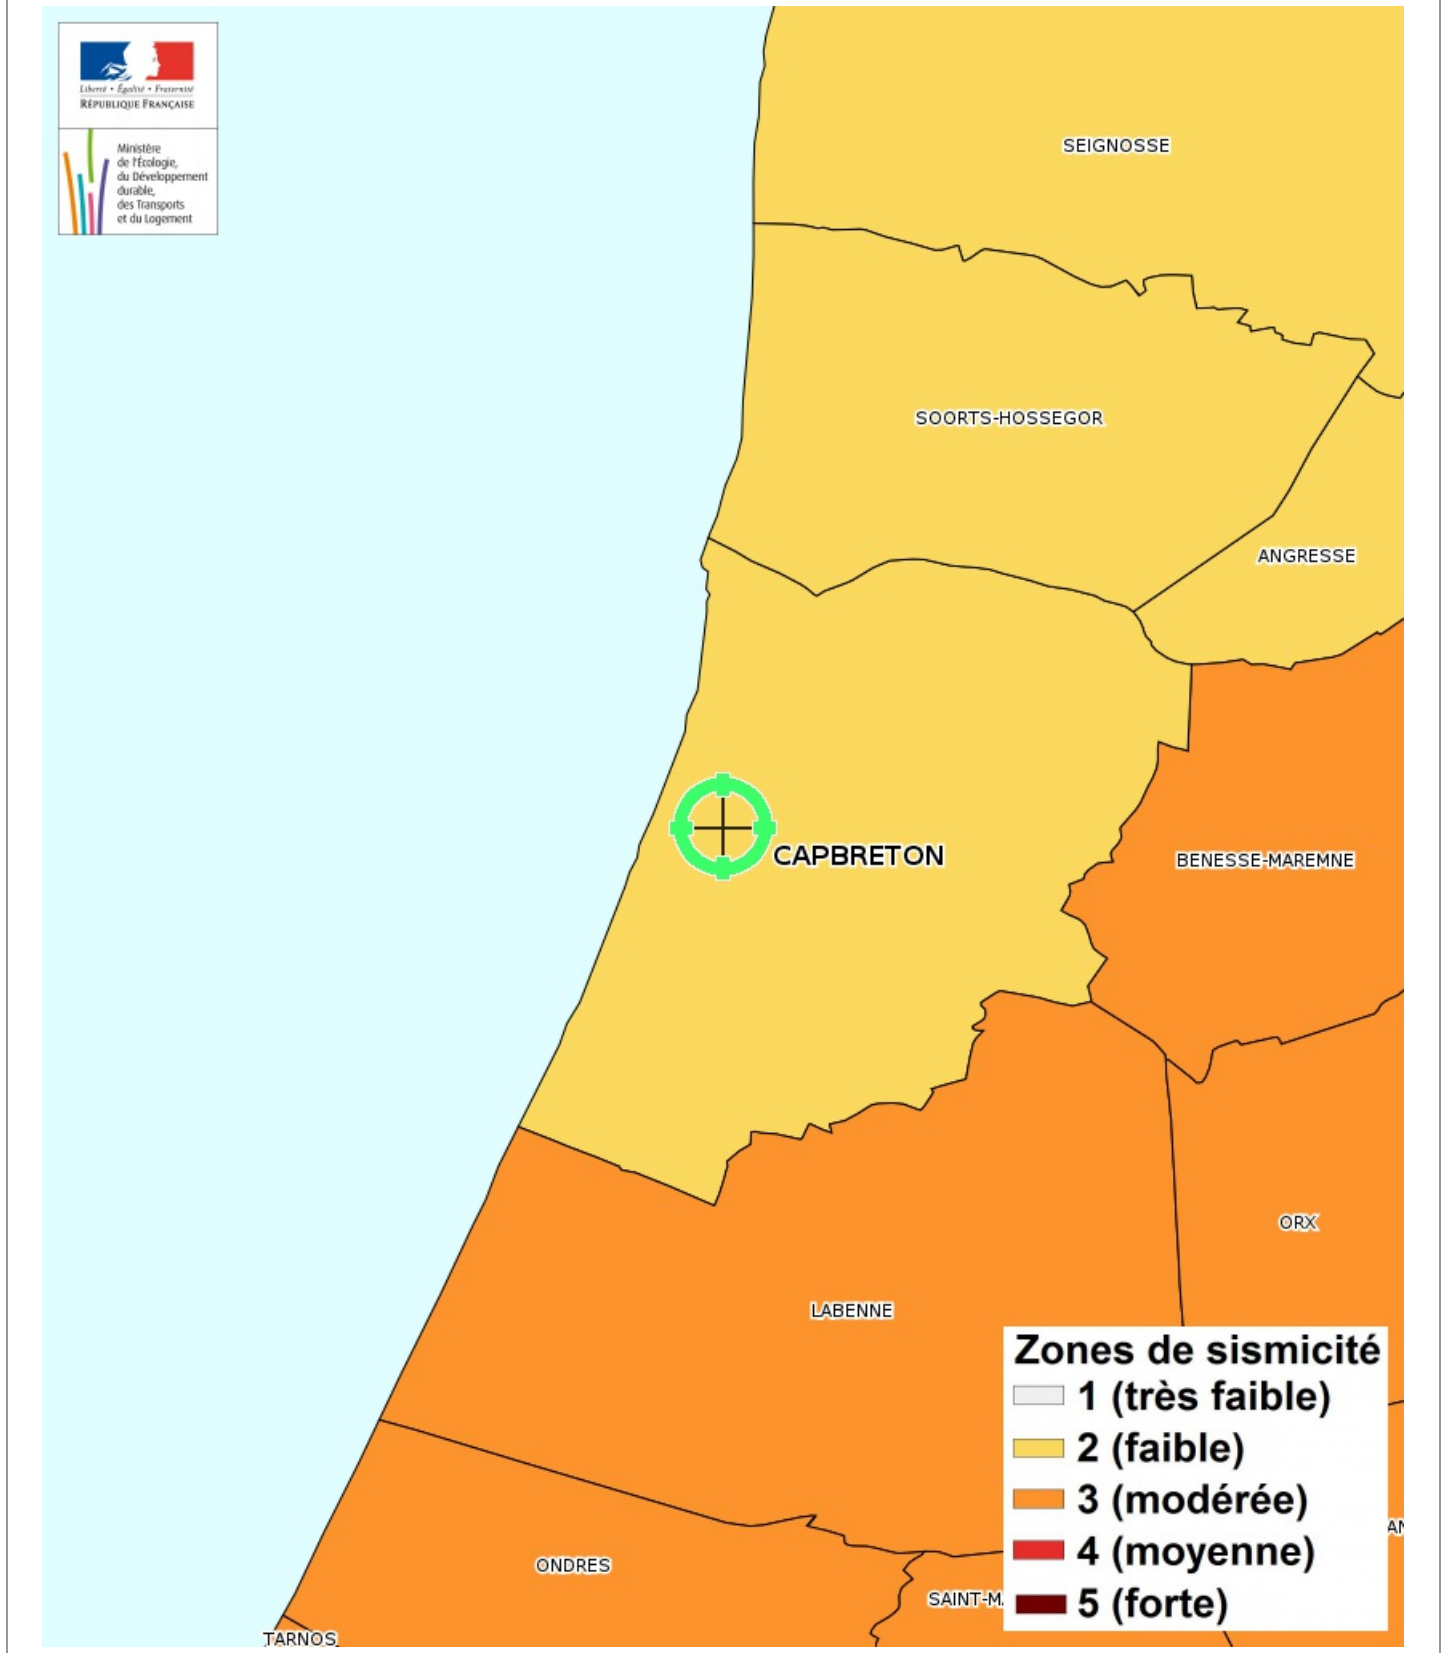 Liberté • Égalité • Fraternité
RÉPUBLIQUE FRANÇAISE
Ministère
de l'Écologie,
du Développement
durable,
des Transports
et du Logement
SEIGNOSSE
SOORTS-HOSSEGOR
ANGRESSE
CAPBRETON
BENESSE-MAREMNE
ORX
LABENNE
ONDRES
SAINT-M
TARNOS
Zones de sismicité
1 (très faible)
2 (faible)
3 (modérée)
4 (moyenne)
5 (forte)